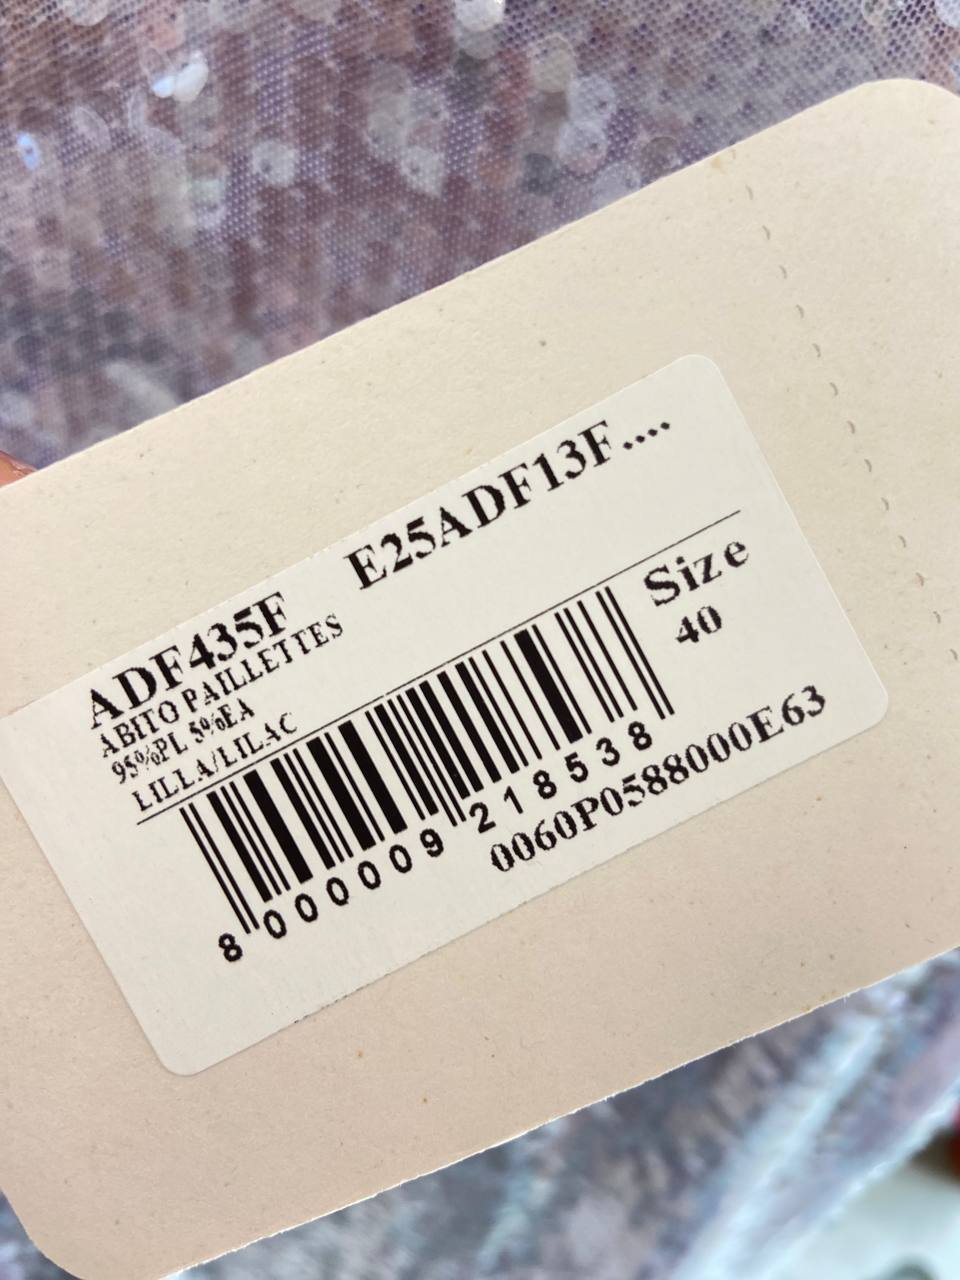 ADF435F E25ADF13F....
ABITO PAILLETTES
95%PL 5%EA
LILLA/LILAC
Size
40
8 000009 218538
0060P0588000E63